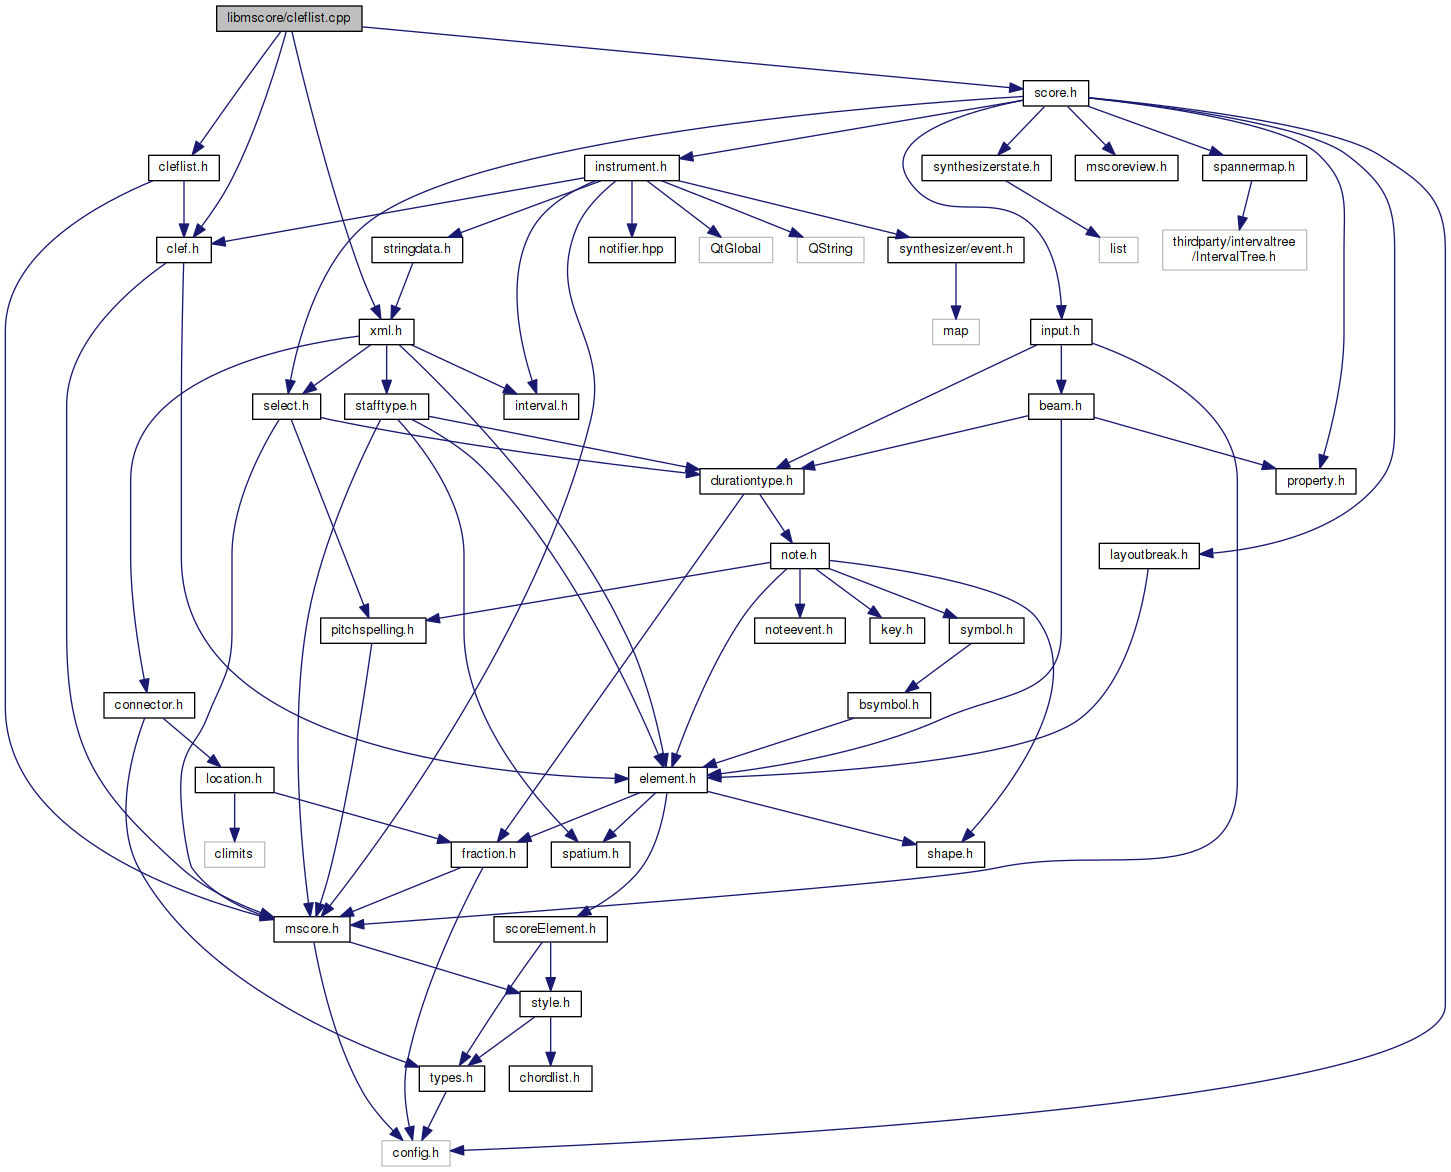 libmscore/cleflist.cpp
score.h
cleflist.h
instrument.h
synthesizerstate.h
mscoreview.h
spannermap.h
clef.h
stringdata.h
notifier.hpp
QtGlobal
QString
synthesizer/event.h
list
thirdparty/intervaltree
/IntervalTree.h
xml.h
map
input.h
select.h
stafftype.h
interval.h
beam.h
durationtype.h
property.h
note.h
layoutbreak.h
pitchspelling.h
noteevent.h
key.h
symbol.h
connector.h
bsymbol.h
location.h
element.h
climits
fraction.h
spatium.h
shape.h
mscore.h
scoreElement.h
style.h
types.h
chordlist.h
config.h